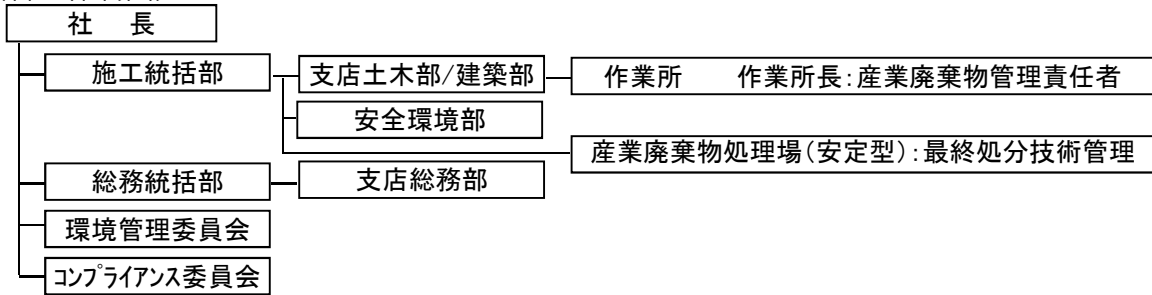 社　長
施工統括部　支店土木部/建築部　作業所　　作業所長:産業廃棄物管理責任者
安全環境部
産業廃棄物処理場(安定型):最終処分技術管理
総務統括部　支店総務部
環境管理委員会
コンプライアンス委員会